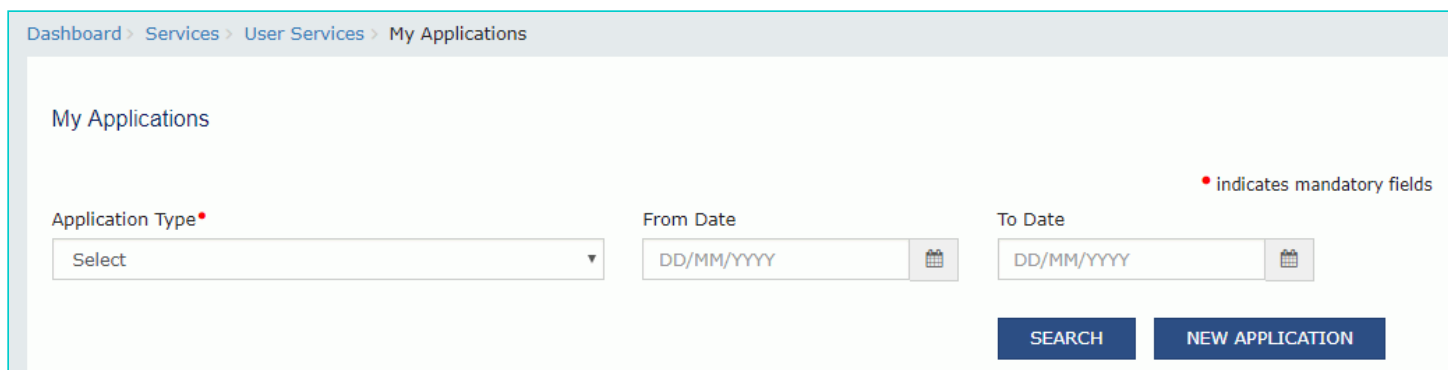 Dashboard > Services > User Services > My Applications
My Applications
• indicates mandatory fields
Application Type• From Date To Date
Select DD/MM/YYYY DD/MM/YYYY
SEARCH NEW APPLICATION